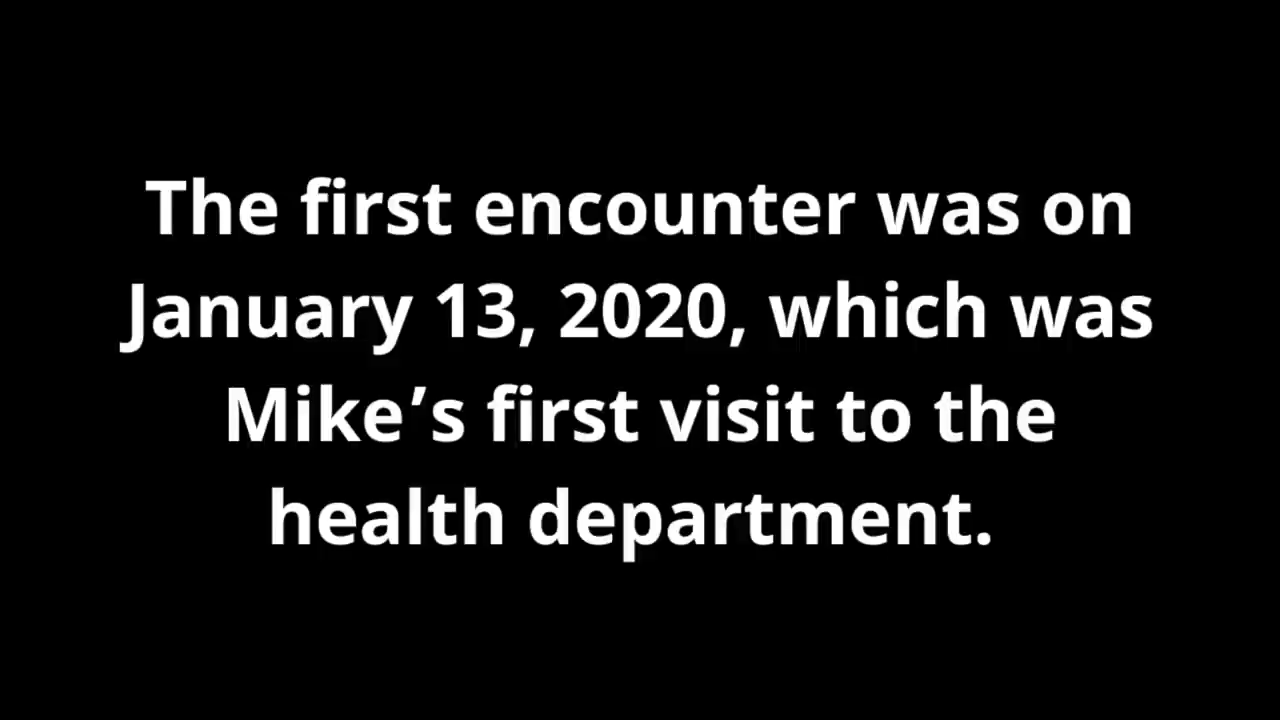 The first encounter was on
January 13, 2020, which was
Mike’s first visit to the
health department.